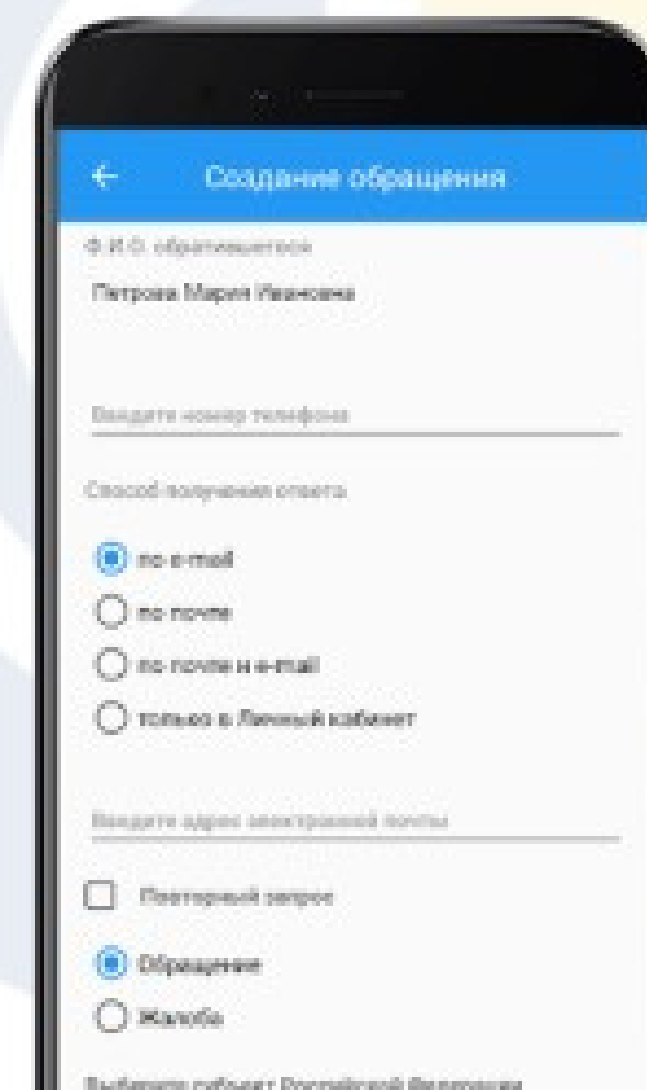 Создание обращения
Ф.И.О. обратившегося
Петрова Мария Ивановна
Введите номер телефона
Способ получения ответа
по e-mail
по почте
по почте и e-mail
только в Личный кабинет
Введите адрес электронной почты
Повторный запрос
Обращение
Жалоба
Выберите субъект Российской Федерации